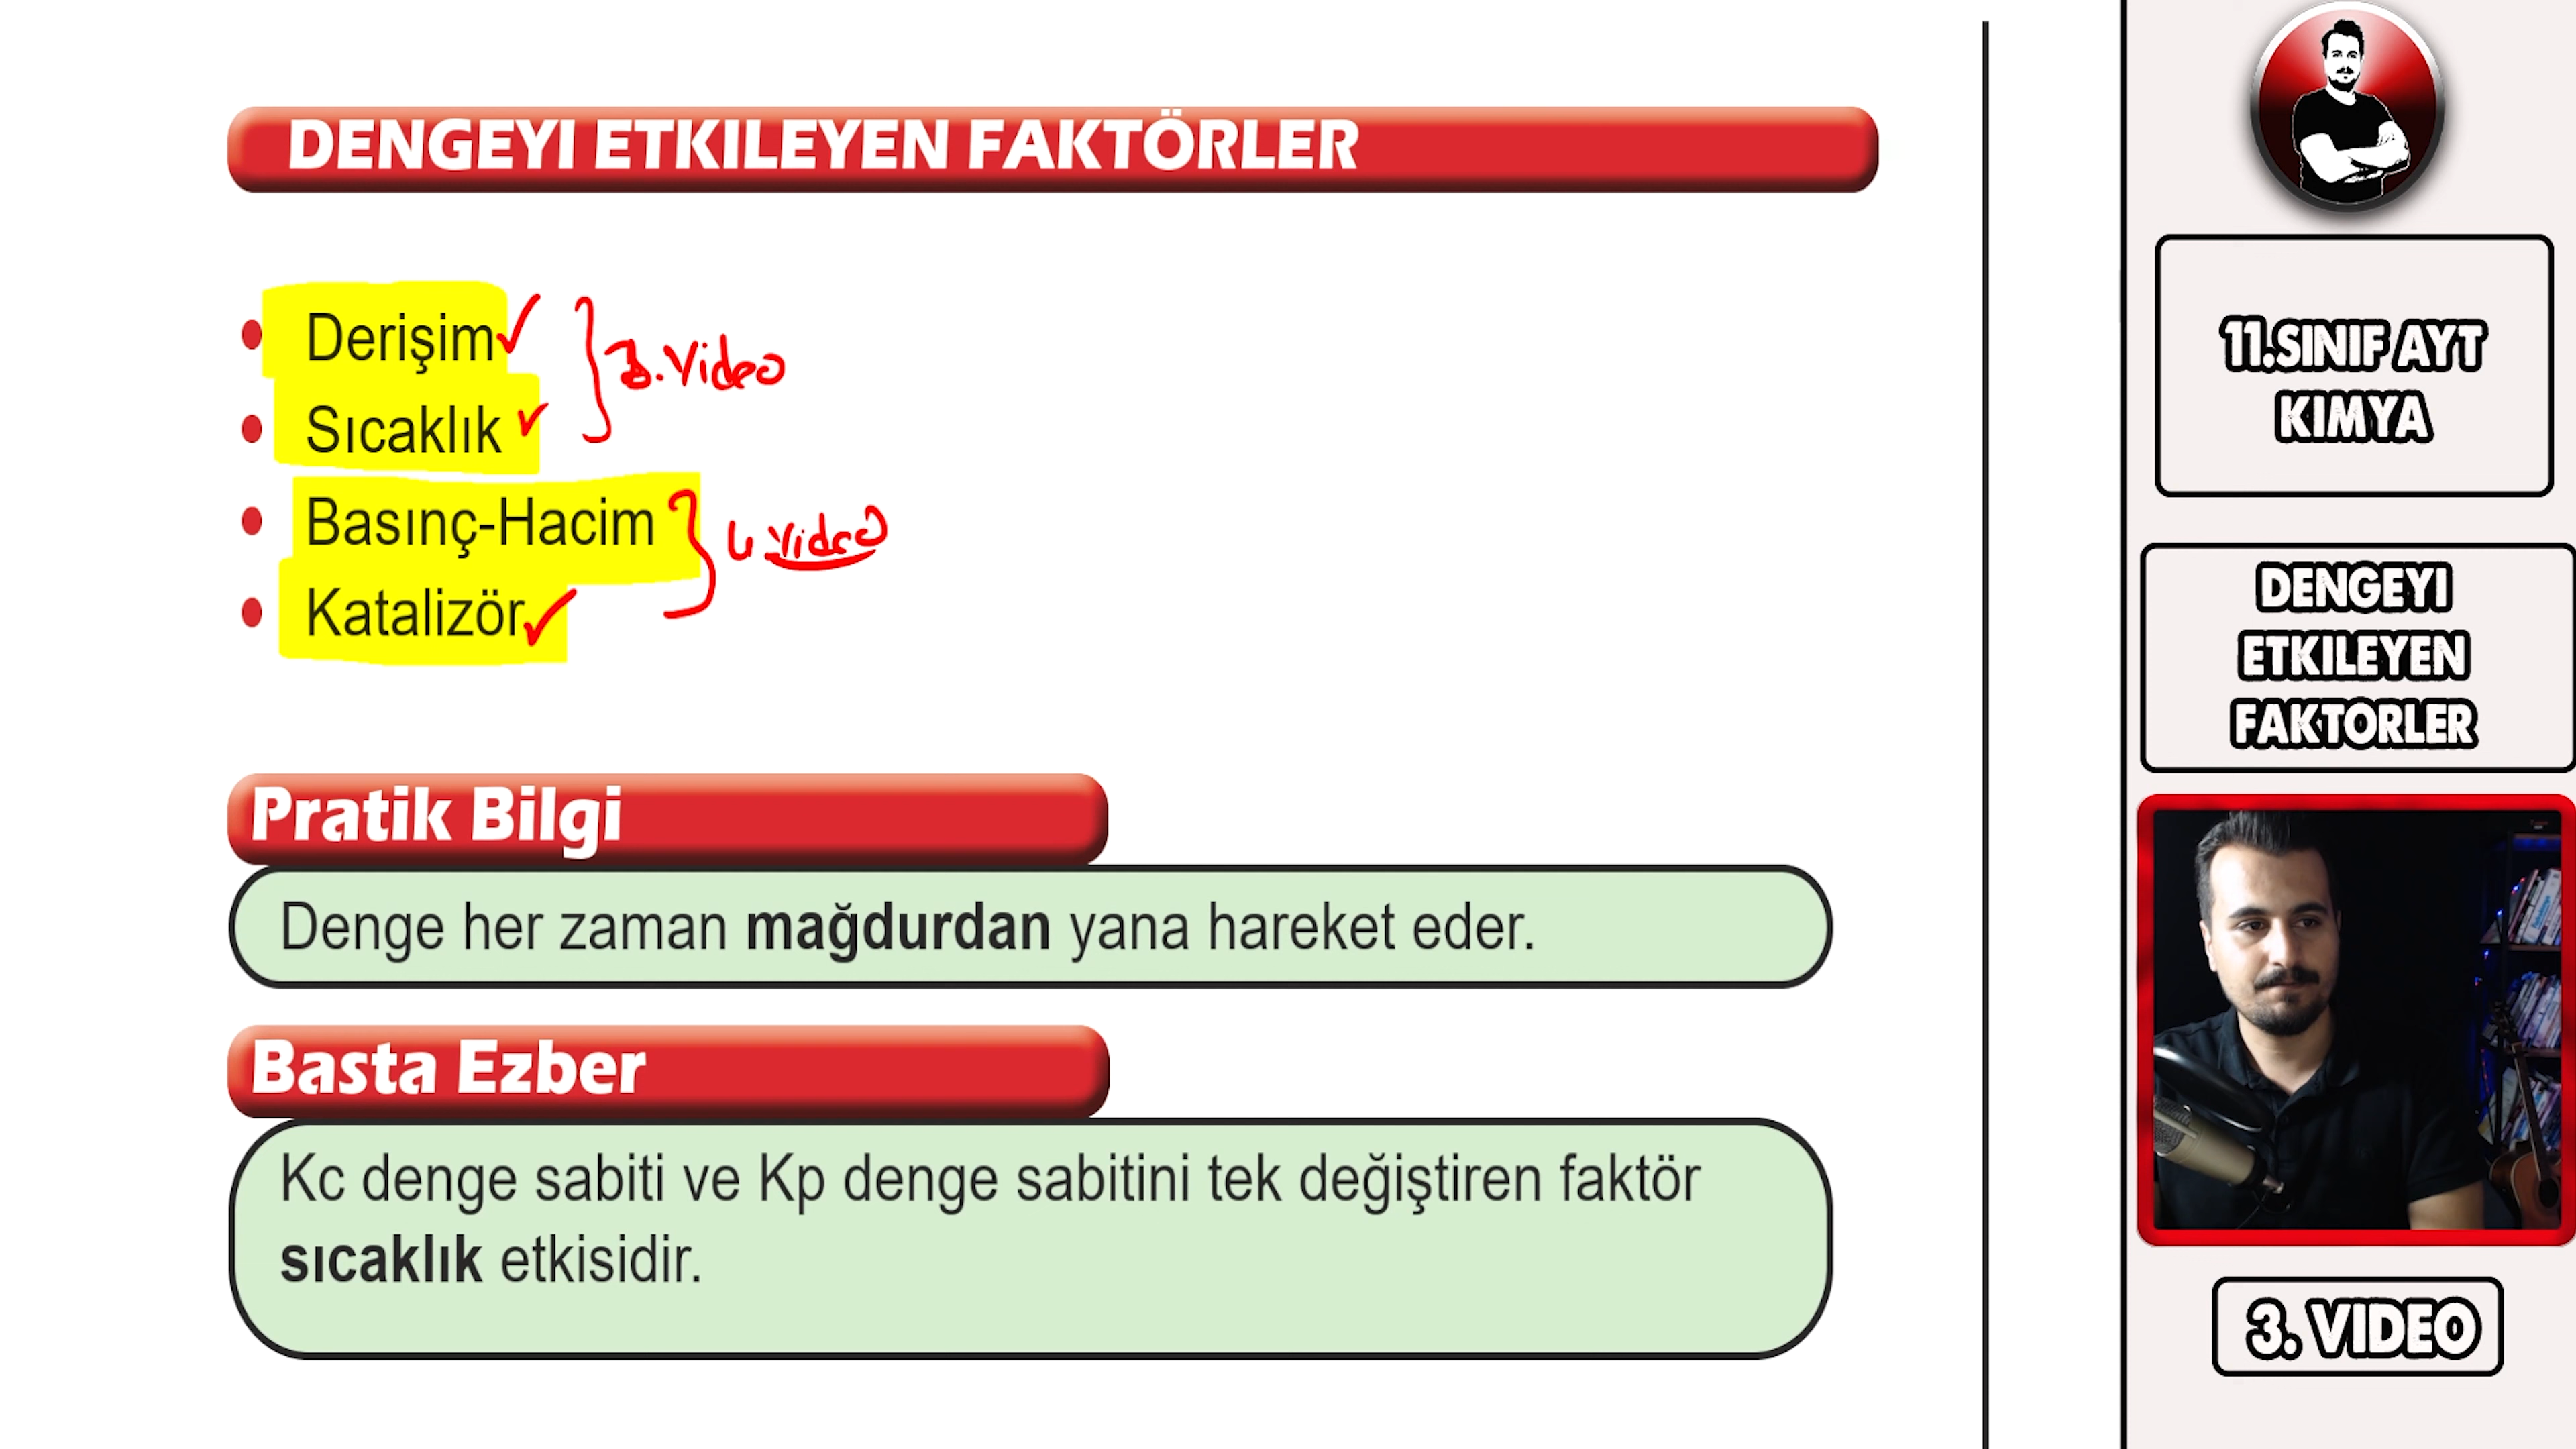 DENGEYI ETKILEYEN FAKTÖRLER
• Derişim
• Sıcaklık
3. Video
• Basınç-Hacim
• Katalizör
4 Video
Pratik Bilgi
Denge her zaman mağdurdan yana hareket eder.
Basta Ezber
Kc denge sabiti ve Kp denge sabitini tek değiştiren faktör
sıcaklık etkisidir.
11.SINIF AYT
KIMYA
DENGEYI
ETKILEYEN
FAKTORLER
3. VIDEO